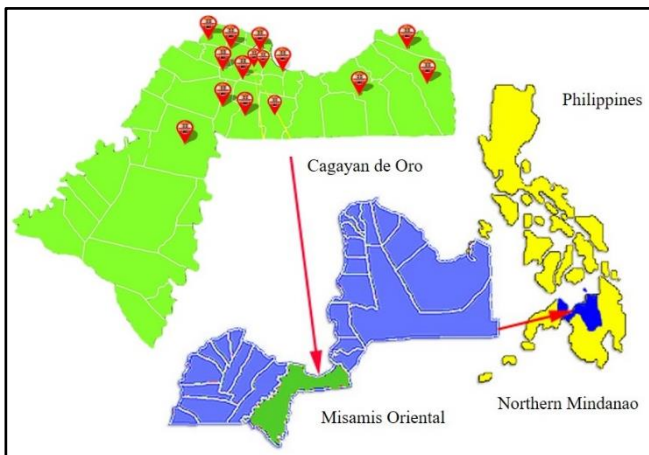 Philippines
Cagayan de Oro
Northern Mindanao
Misamis Oriental